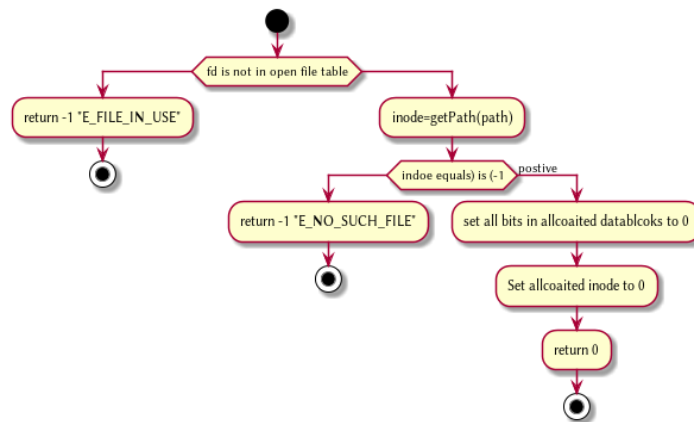 fd is not in open file table
return -1 "E_FILE_IN_USE"
inode=getPath(path)
indoe equals) is (-1
postive
return -1 "E_NO_SUCH_FILE"
set all bits in allcoaited datablcoks to 0
Set allcoaited inode to 0
return 0